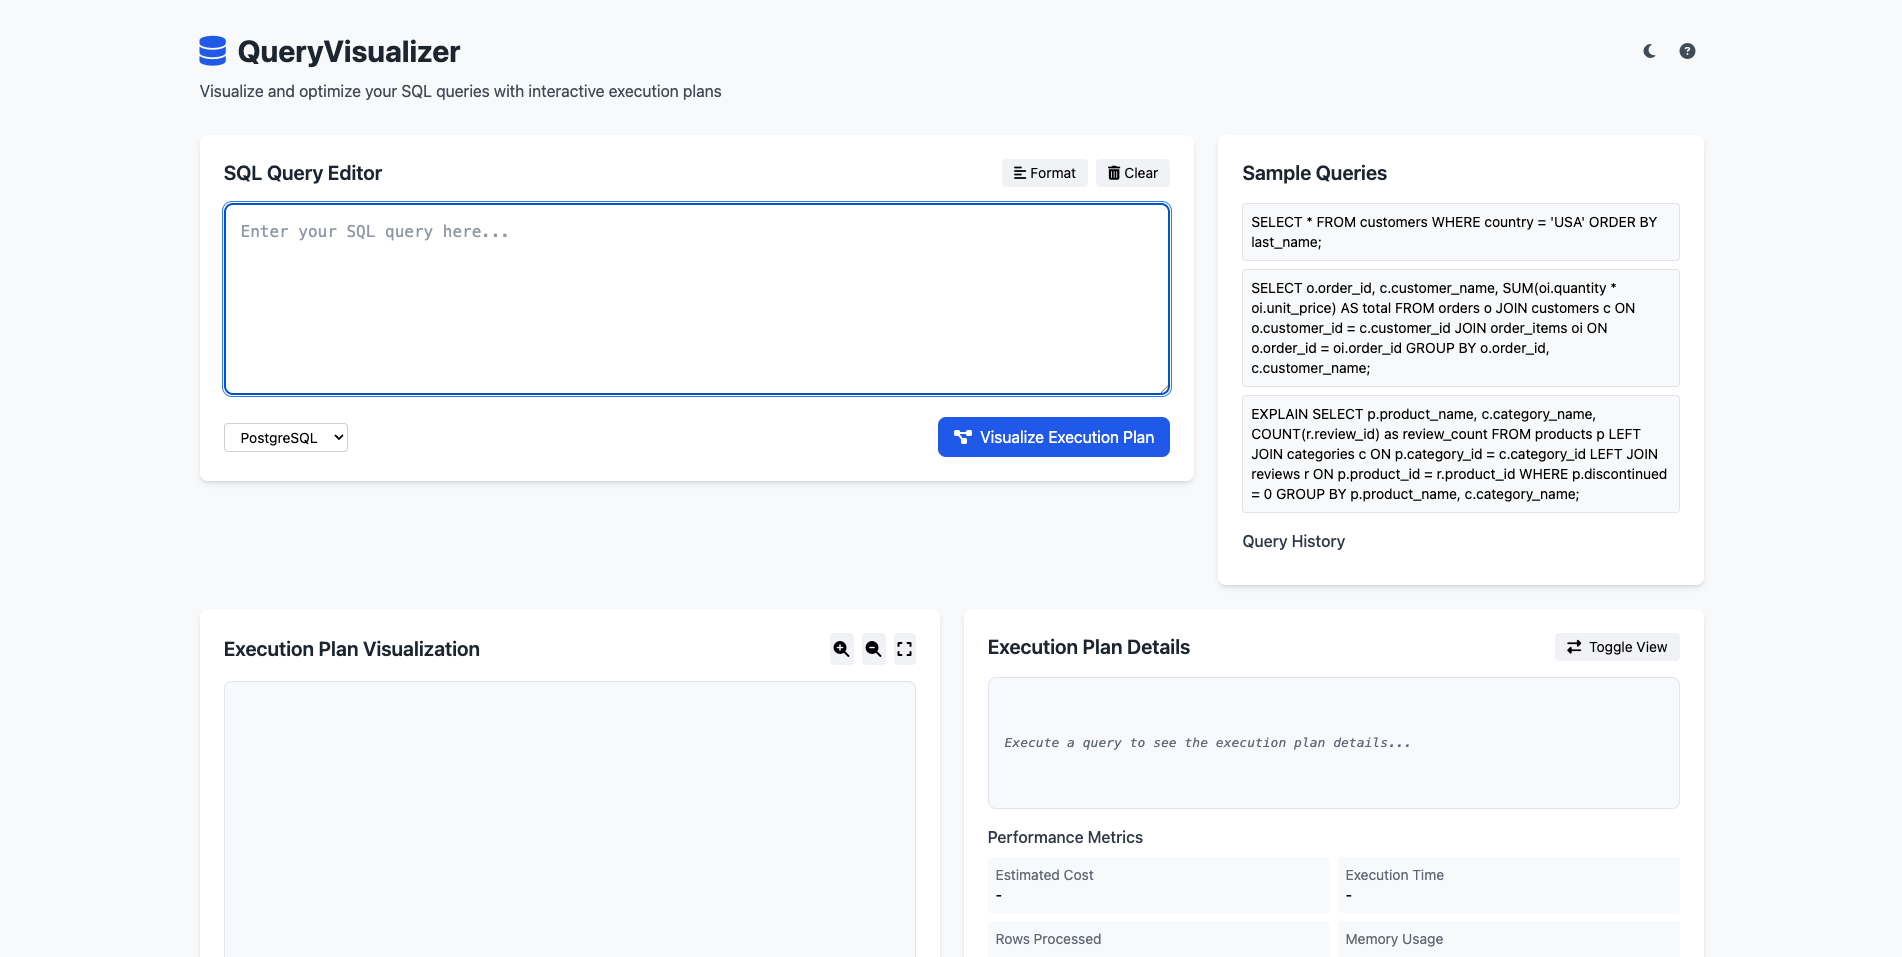 QueryVisualizer
Visualize and optimize your SQL queries with interactive execution plans
SQL Query Editor
Format
Clear
Enter your SQL query here...
PostgreSQL
Visualize Execution Plan
Sample Queries
SELECT * FROM customers WHERE country = 'USA' ORDER BY
last_name;
SELECT o.order_id, c.customer_name, SUM(oi.quantity *
oi.unit_price) AS total FROM orders o JOIN customers c ON
o.customer_id = c.customer_id JOIN order_items oi ON
o.order_id = oi.order_id GROUP BY o.order_id,
c.customer_name;
EXPLAIN SELECT p.product_name, c.category_name,
COUNT(r.review_id) as review_count FROM products p LEFT
JOIN categories c ON p.category_id = c.category_id LEFT JOIN
reviews r ON p.product_id = r.product_id WHERE p.discontinued
= 0 GROUP BY p.product_name, c.category_name;
Query History
Execution Plan Visualization
Execution Plan Details
Toggle View
Execute a query to see the execution plan details...
Performance Metrics
Estimated Cost
-
Execution Time
-
Rows Processed
Memory Usage